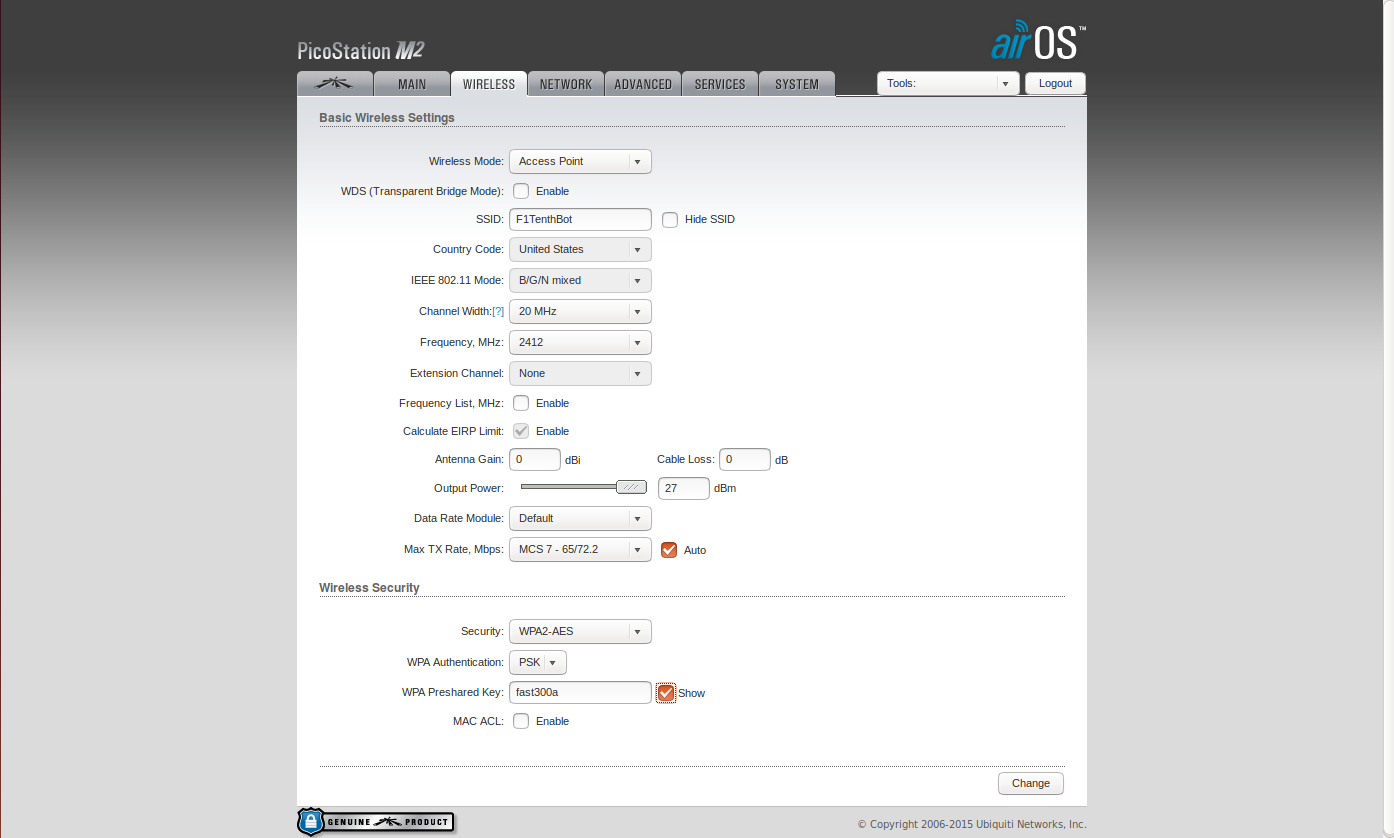 PicoStation M2
airOS™
MAIN WIRELESS NETWORK ADVANCED SERVICES SYSTEM Tools: Logout
Basic Wireless Settings
Wireless Mode: Access Point
WDS (Transparent Bridge Mode): Enable
SSID: F1TenthBot Hide SSID
Country Code: United States
IEEE 802.11 Mode: B/G/N mixed
Channel Width:[?] 20 MHz
Frequency, MHz: 2412
Extension Channel: None
Frequency List, MHz: Enable
Calculate EIRP Limit: Enable
Antenna Gain: 0 dBi Cable Loss: 0 dB
Output Power: 27 dBm
Data Rate Module: Default
Max TX Rate, Mbps: MCS 7 - 65/72.2 Auto
Wireless Security
Security: WPA2-AES
WPA Authentication: PSK
WPA Preshared Key: fast300a Show
MAC ACL: Enable
Change
GENUINE PRODUCT
© Copyright 2006-2015 Ubiquiti Networks, Inc.